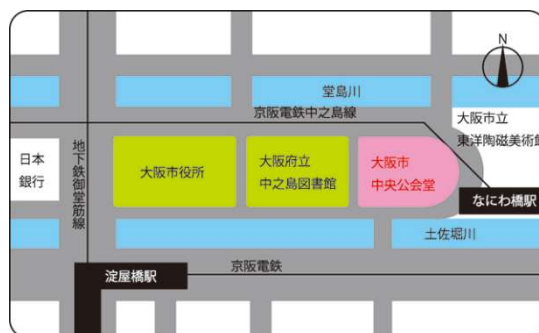 N
堂島川
京阪電鉄中之島線
大阪市立
東洋陶磁美術館
日本
銀行
地下鉄御堂筋線
大阪市役所
大阪府立
中之島図書館
大阪市
中央公会堂
なにわ橋駅
土佐堀川
淀屋橋駅
京阪電鉄